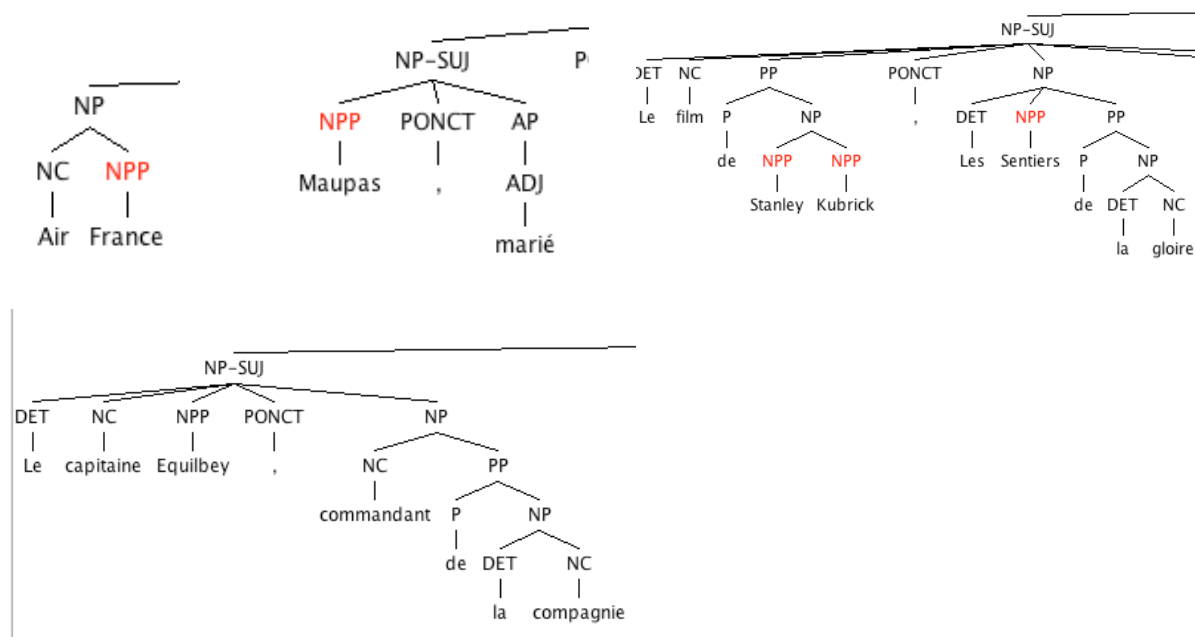 NP
NC NPP
Air France
NP-SUJ
NPP PONCT AP
Maupas , ADJ
marié
NP-SUJ
DET NC PP PONCT NP
Le film P NP , DET NPP PP
de NPP NPP Les Sentiers P NP
Stanley Kubrick de DET NC
la gloire
NP-SUJ
DET NC NPP PONCT NP
Le capitaine Equilbey , NC PP
commandant P NP
de DET NC
la compagnie